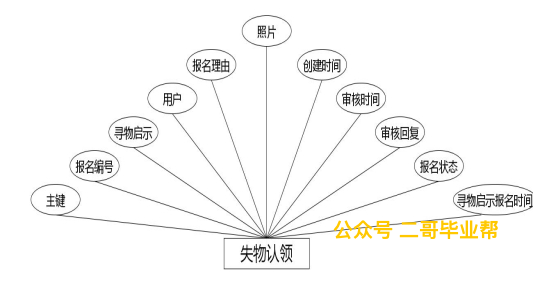 照片
报名理由
创建时间
用户
审核时间
寻物启示
审核回复
报名编号
报名状态
主键
寻物启示报名时间
公众号 二哥毕业帮
失物认领